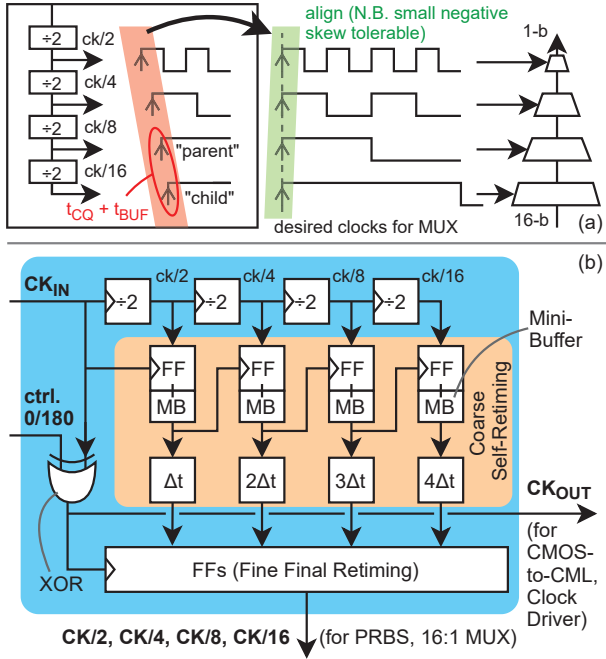 align (N.B. small negative
skew tolerable)
1-b
÷2
ck/2
÷2
ck/4
÷2
ck/8
"parent"
÷2
ck/16
"child"
tCQ + tBUF
desired clocks for MUX
16-b
(a)
(b)
CKIN
ck/2
ck/4
ck/8
ck/16
÷2
÷2
÷2
÷2
Mini-
Buffer
FF
FF
FF
FF
MB
MB
MB
MB
ctrl.
0/180
Coarse
Self-Retiming
Δt
2Δt
3Δt
4Δt
CKOUT
(for
CMOS-
to-CML,
Clock
Driver)
XOR
FFs (Fine Final Retiming)
CK/2, CK/4, CK/8, CK/16 (for PRBS, 16:1 MUX)